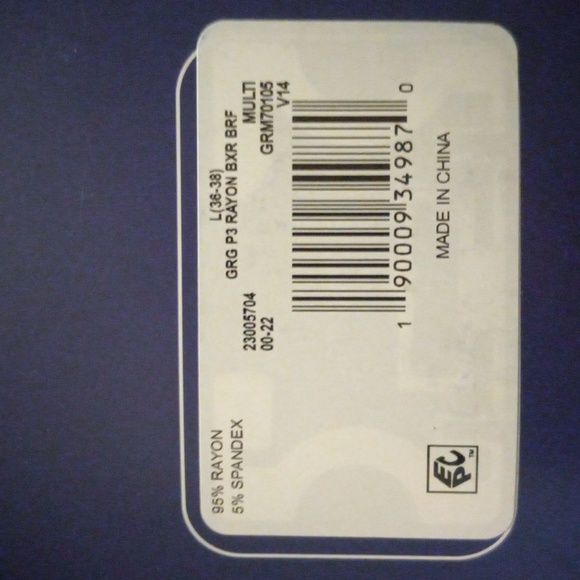 95% RAYON
5% SPANDEX
L(36-38)
GRG P3 RAYON BXR BRF
23005704 MULTI
00-22 GRM70105
V14
1 90009 34987 0
MADE IN CHINA
EPC™